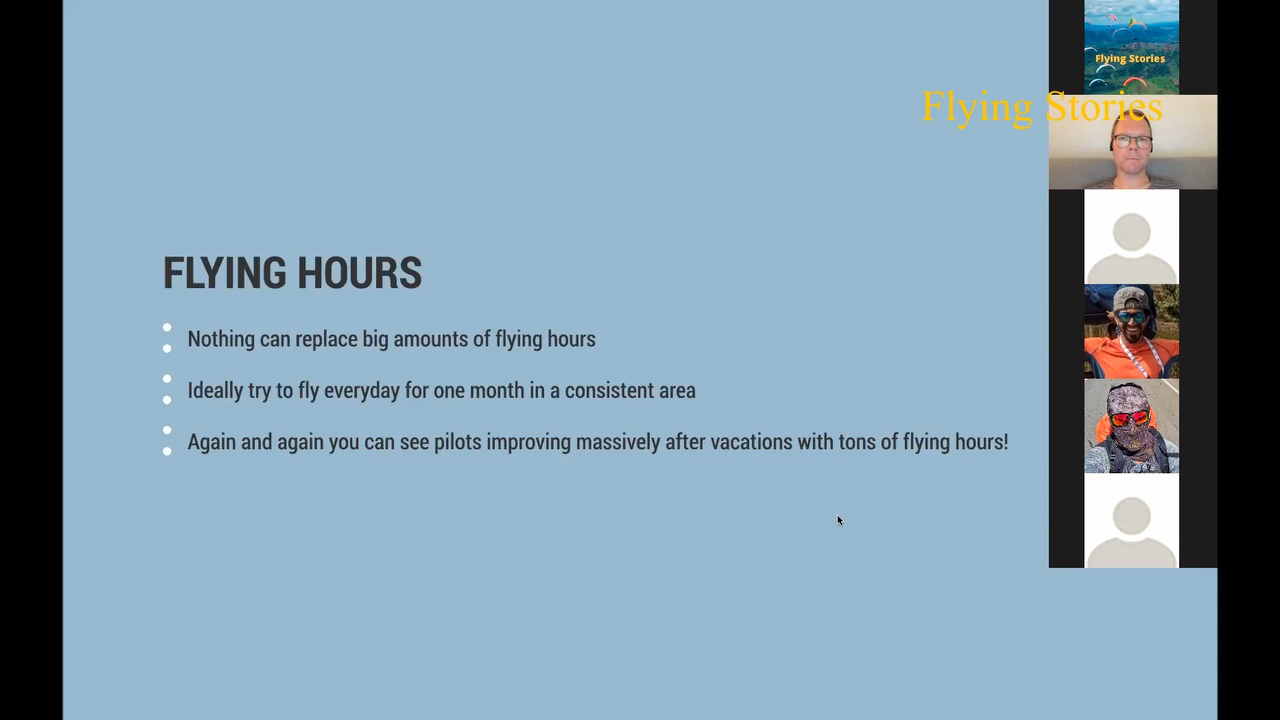 Flying Stories
Flying Stories
FLYING HOURS
Nothing can replace big amounts of flying hours
Ideally try to fly everyday for one month in a consistent area
Again and again you can see pilots improving massively after vacations with tons of flying hours!